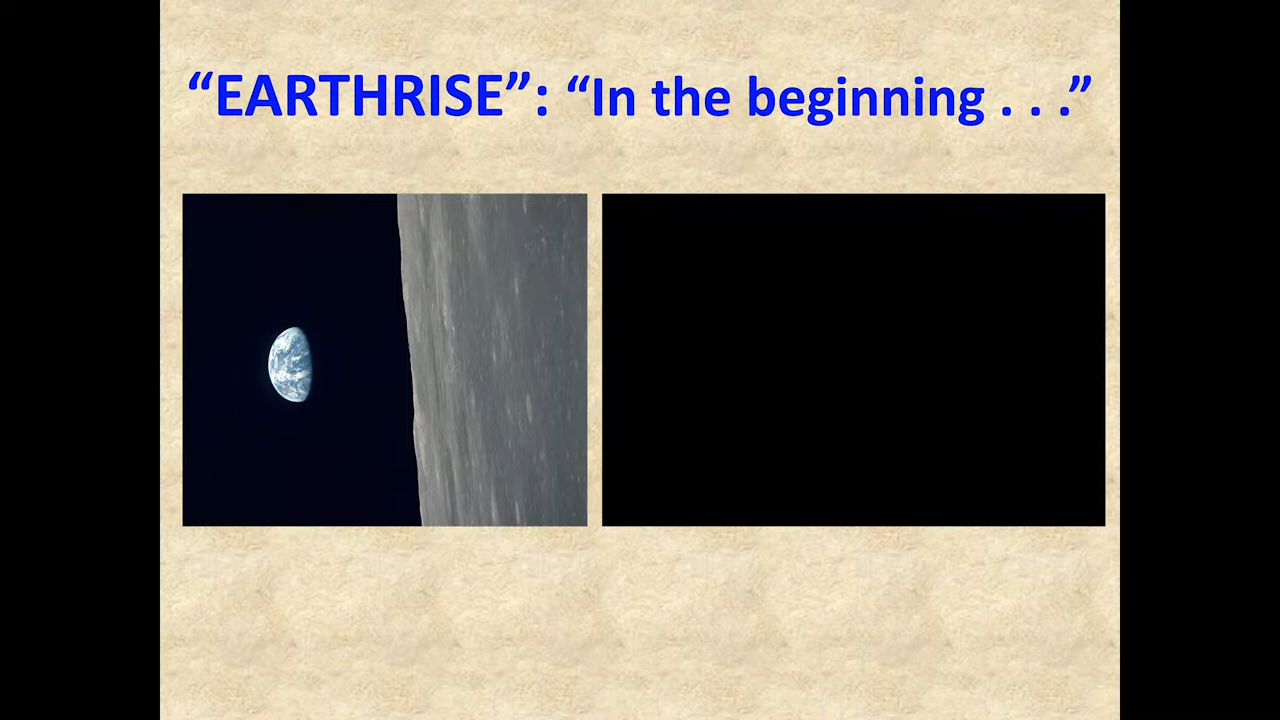 “EARTHRISE”: “In the beginning . . .”